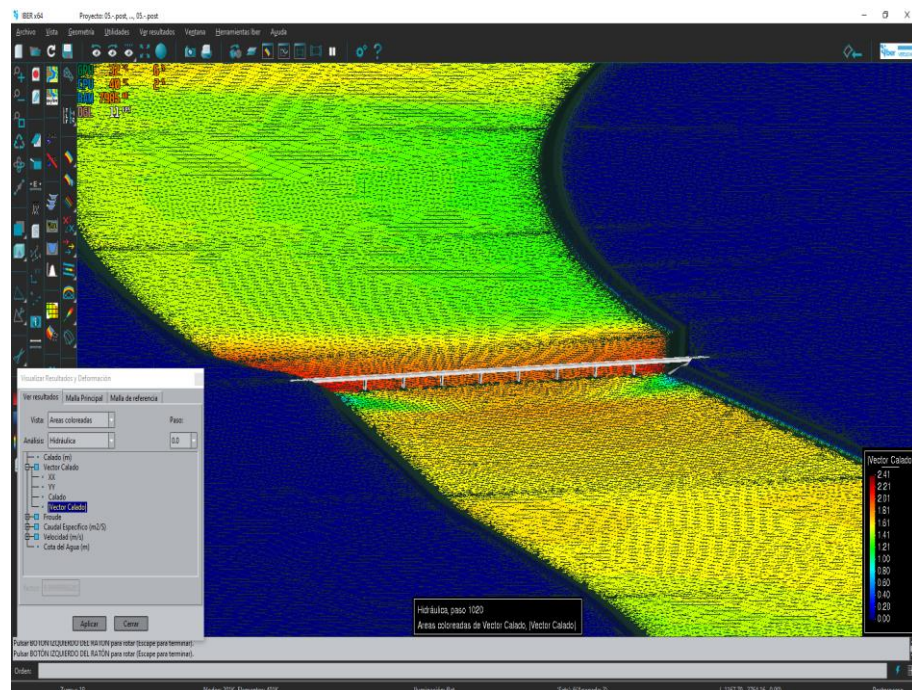 IBER x64 Proyecto: 05.-.post, ..., 05.-.post
Archivo Vista Geometría Utilidades Ver resultados Ventana Herramientas Iber Ayuda
iber
Visualizar Resultados y Deformación
Ver resultados Malla Principal Malla de referencia
Vista: Areas coloreadas Paso:
Análisis: Hidráulica 0.0
Calado (m)
Vector Calado
XX
YY
Calado
|Vector Calado|
Froude
Caudal Específico (m2/S)
Velocidad (m/s)
Cota del Agua (m)
Aplicar Cerrar
|Vector Calado|
2.41
2.21
2.01
1.81
1.61
1.41
1.21
1.00
0.80
0.60
0.40
0.20
0.00
Hidráulica, paso 1020
Areas coloreadas de Vector Calado, |Vector Calado|
Pulsar BOTÓN IZQUIERDO DEL RATÓN para rotar (Escape para terminar).
Pulsar BOTÓN IZQUIERDO DEL RATÓN para rotar (Escape para terminar).
Orden: